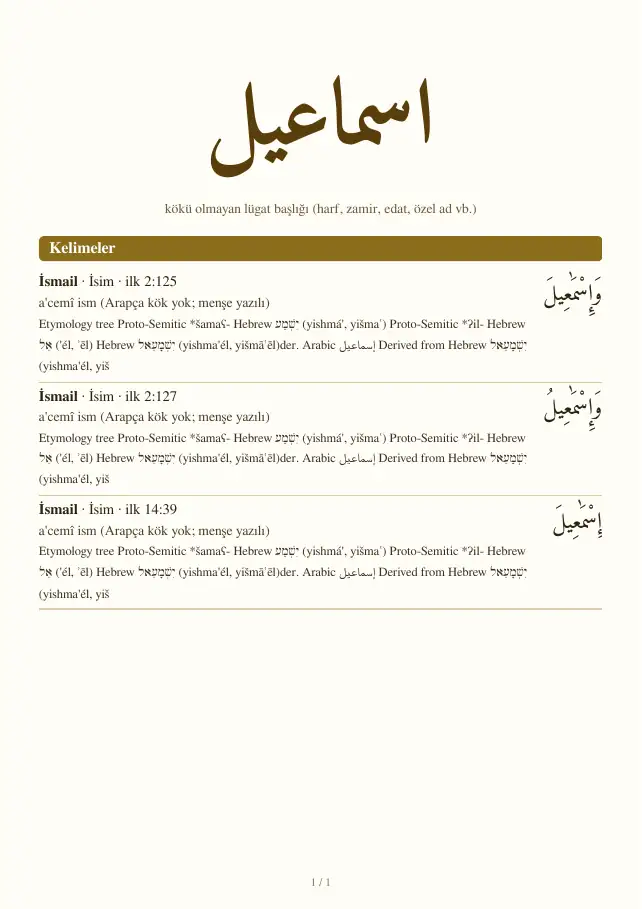 اسماعيل
kökü olmayan lügat başlığı (harf, zamir, edat, özel ad vb.)
Kelimeler
İsmail · İsim · ilk 2:125
وَإِسْمَٰعِيلَ
a'cemî ism (Arapça kök yok; menşe yazılı)
Etymology tree Proto-Semitic *šamaʕ- Hebrew יִשְׁמַע (yishmá', yišmaʿ) Proto-Semitic *ʔil- Hebrew
אֵל ('él, ʾēl) Hebrew יִשְׁמָעֵאל (yishma'él, yišmāʿēl)der. Arabic إسماعيل Derived from Hebrew יִשְׁמָעֵאל
(yishma'él, yiš
İsmail · İsim · ilk 2:127
وَإِسْمَٰعِيلُ
a'cemî ism (Arapça kök yok; menşe yazılı)
Etymology tree Proto-Semitic *šamaʕ- Hebrew יִשְׁמַע (yishmá', yišmaʿ) Proto-Semitic *ʔil- Hebrew
אֵל ('él, ʾēl) Hebrew יִשְׁמָעֵאל (yishma'él, yišmāʿēl)der. Arabic إسماعيل Derived from Hebrew יִשְׁמָעֵאל
(yishma'él, yiš
İsmail · İsim · ilk 14:39
إِسْمَٰعِيلَ
a'cemî ism (Arapça kök yok; menşe yazılı)
Etymology tree Proto-Semitic *šamaʕ- Hebrew יִשְׁמַע (yishmá', yišmaʿ) Proto-Semitic *ʔil- Hebrew
אֵל ('él, ʾēl) Hebrew יִשְׁמָעֵאל (yishma'él, yišmāʿēl)der. Arabic إسماعيل Derived from Hebrew יִשְׁמָעֵאל
(yishma'él, yiš
1 / 1